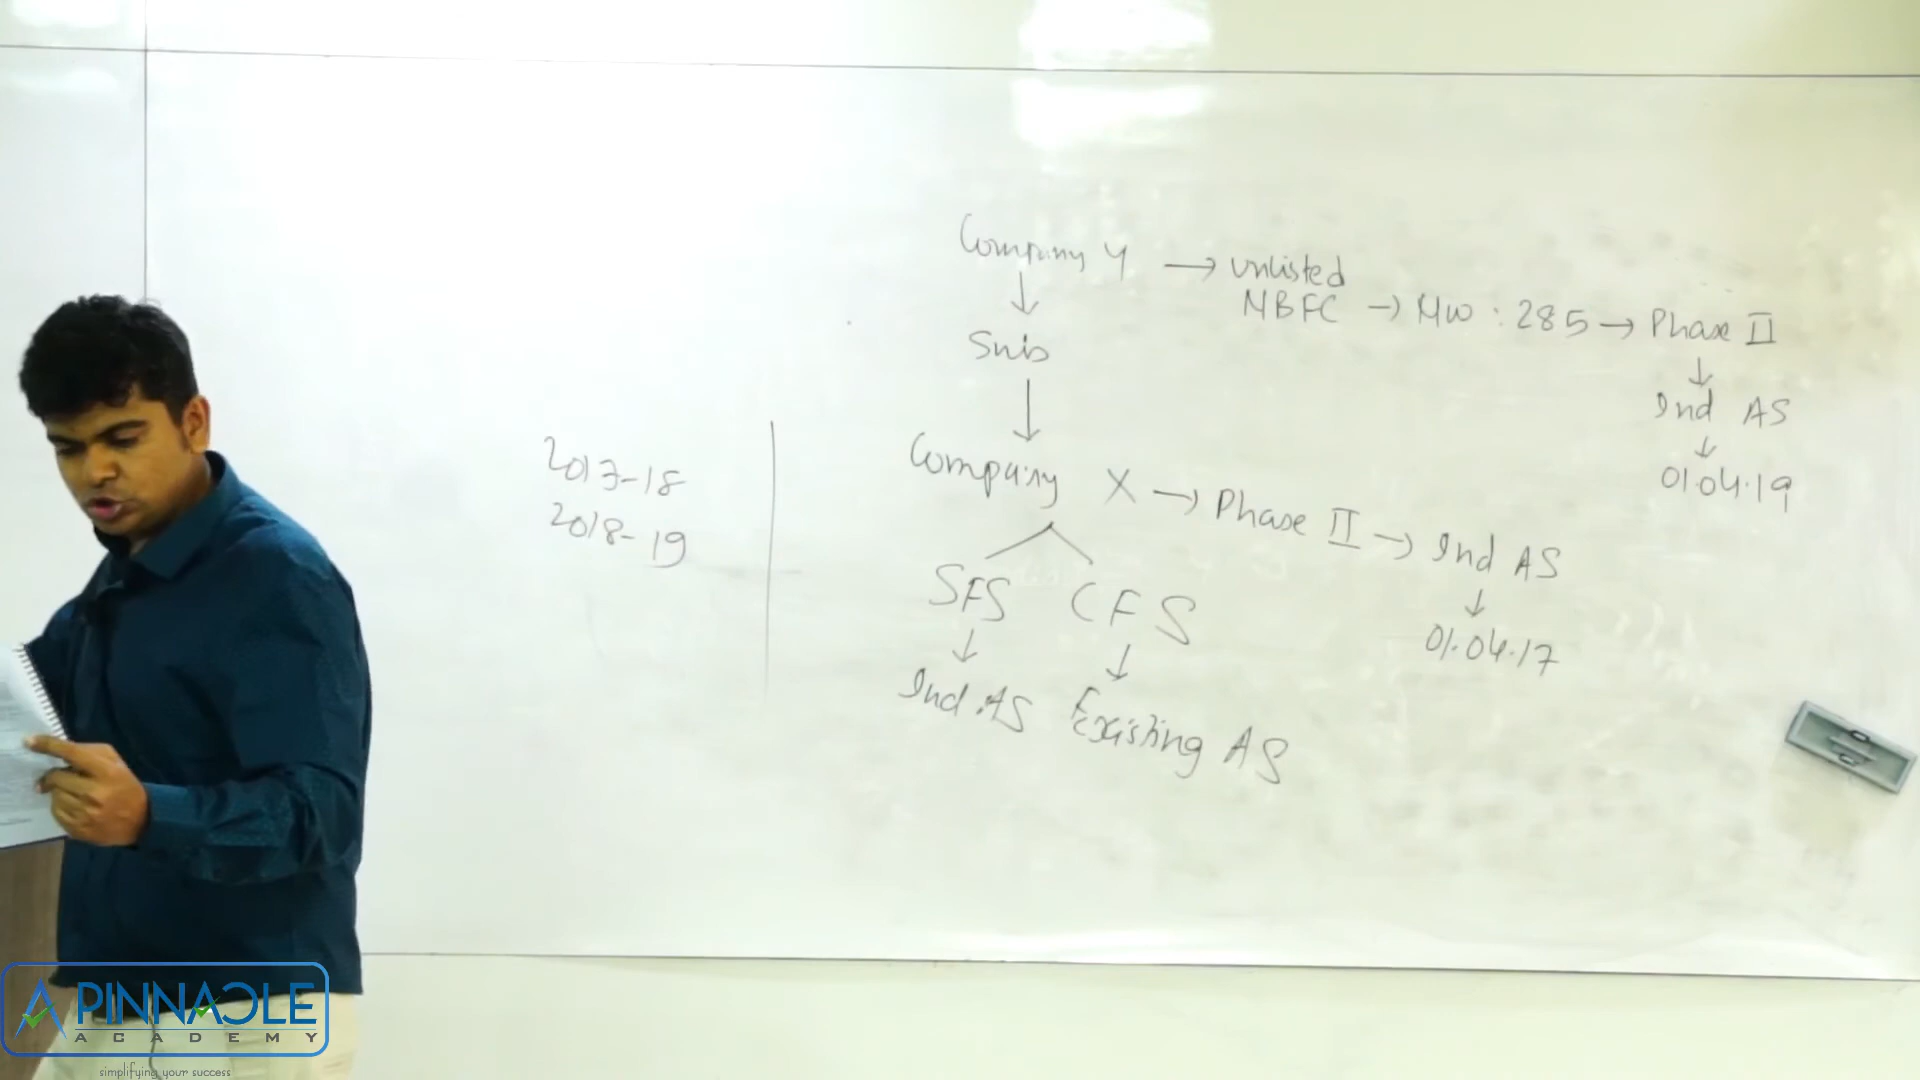 Company Y → unlisted
NBFC → NW : 285 → Phase II
↓
Sub
↓
Ind AS
↓
01.04.19
↓
Company X → Phase II → Ind AS
↓
01.04.17
SFS CFS
↓ ↓
Ind AS Existing AS
2017-18
2018-19
PINNACLE
ACADEMY
simplifying your success